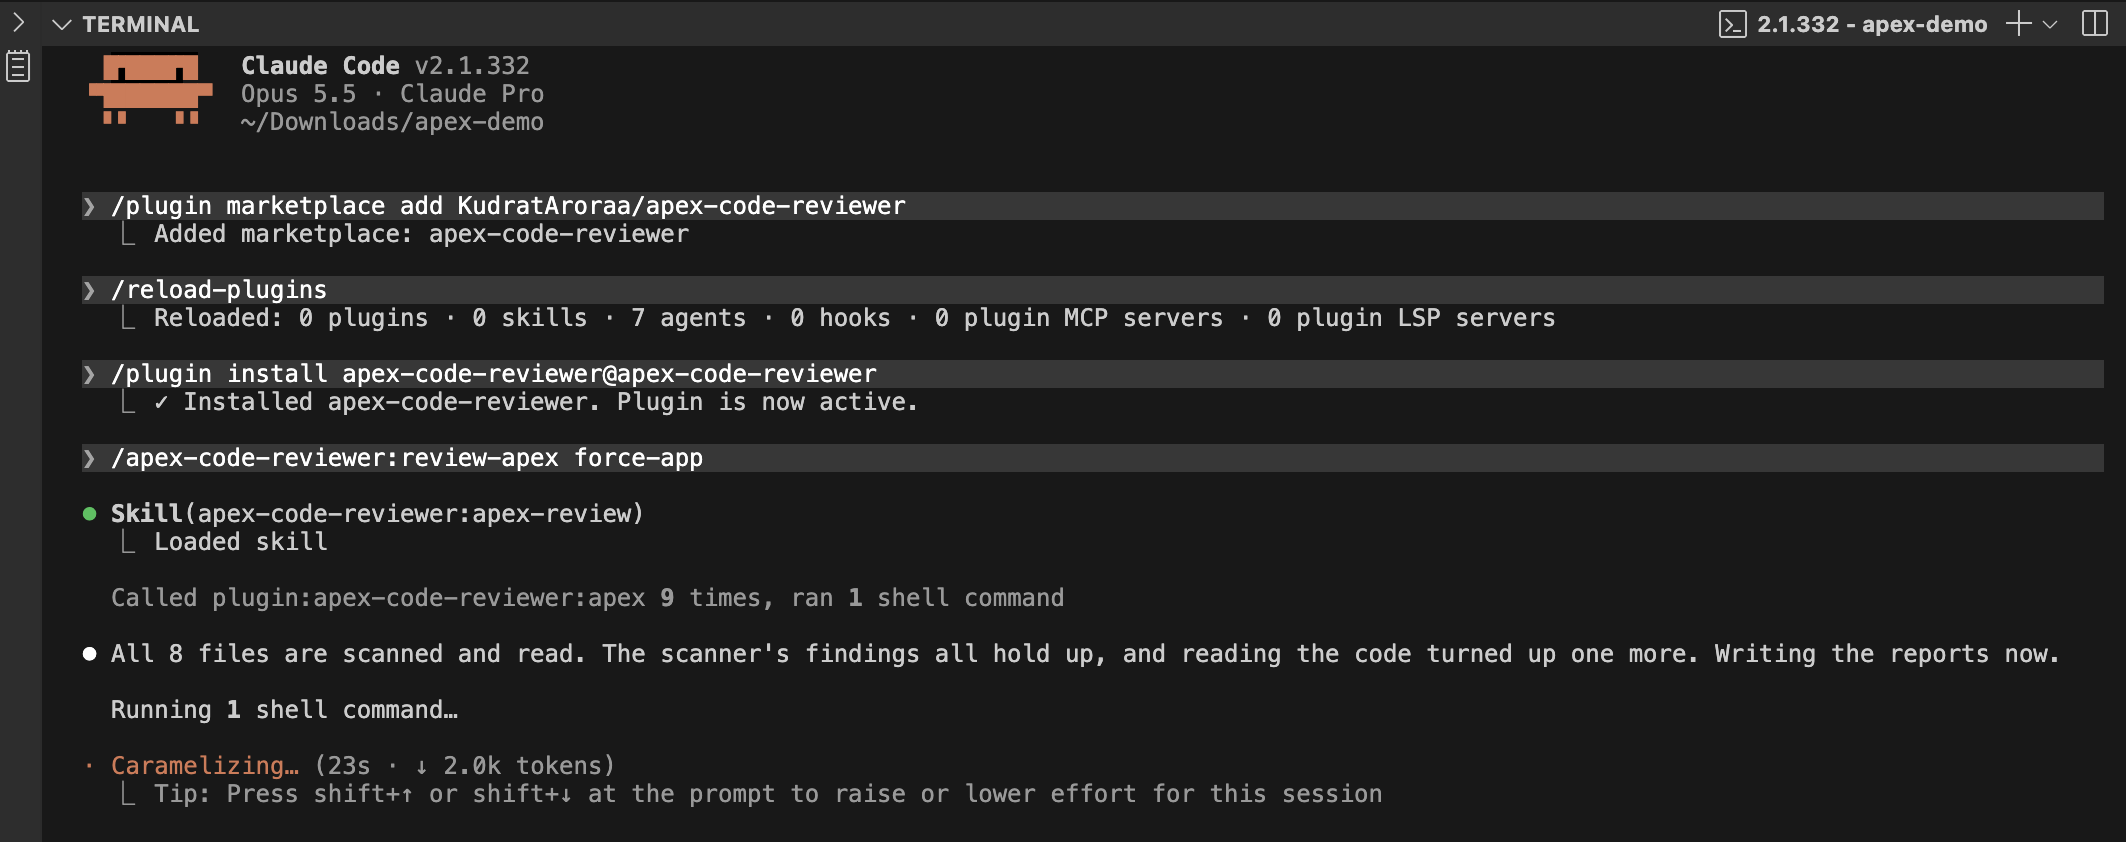 TERMINAL
2.1.332 - apex-demo
Claude Code v2.1.332
Opus 5.5 · Claude Pro
~/Downloads/apex-demo
❯ /plugin marketplace add KudratAroraa/apex-code-reviewer
⎿ Added marketplace: apex-code-reviewer
❯ /reload-plugins
⎿ Reloaded: 0 plugins · 0 skills · 7 agents · 0 hooks · 0 plugin MCP servers · 0 plugin LSP servers
❯ /plugin install apex-code-reviewer@apex-code-reviewer
⎿ ✓ Installed apex-code-reviewer. Plugin is now active.
❯ /apex-code-reviewer:review-apex force-app
● Skill(apex-code-reviewer:apex-review)
⎿ Loaded skill
Called plugin:apex-code-reviewer:apex 9 times, ran 1 shell command
● All 8 files are scanned and read. The scanner's findings all hold up, and reading the code turned up one more. Writing the reports now.
Running 1 shell command…
· Caramelizing… (23s · ↓ 2.0k tokens)
⎿ Tip: Press shift+↑ or shift+↓ at the prompt to raise or lower effort for this session